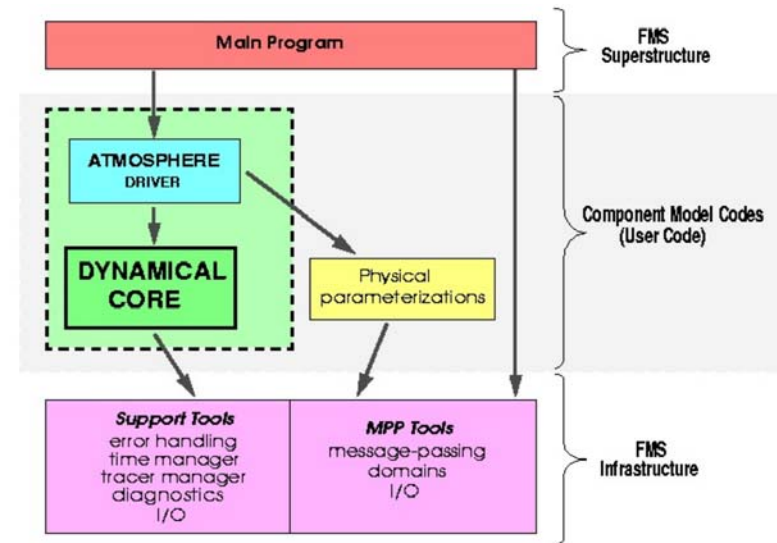 Main Program
FMS
Superstructure
ATMOSPHERE
DRIVER
DYNAMICAL
CORE
Physical
parameterizations
Component Model Codes
(User Code)
Support Tools
error handling
time manager
tracer manager
diagnostics
I/O
MPP Tools
message-passing
domains
I/O
FMS
Infrastructure